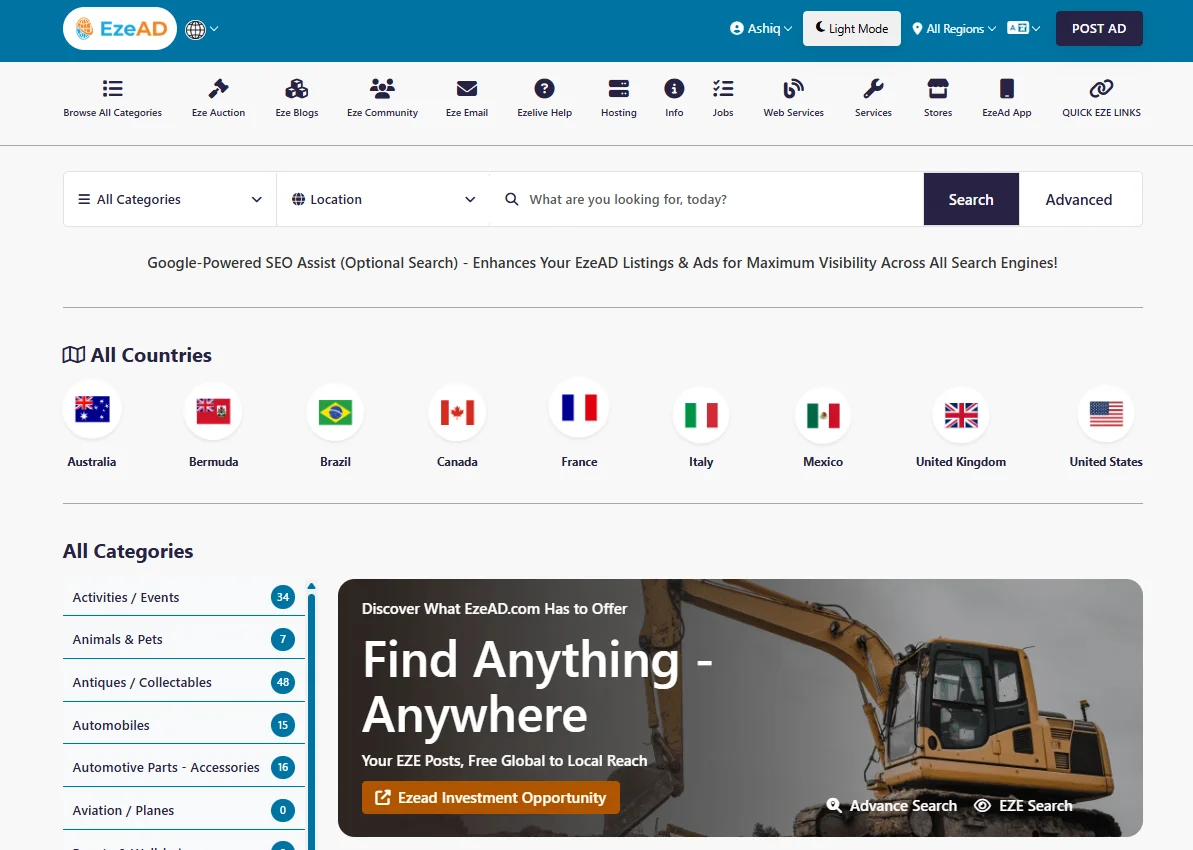 EzeAD
Ashiq
Light Mode
All Regions
POST AD
Browse All Categories
Eze Auction
Eze Blogs
Eze Community
Eze Email
Ezelive Help
Hosting
Info
Jobs
Web Services
Services
Stores
EzeAd App
QUICK EZE LINKS
All Categories
Location
What are you looking for, today?
Search
Advanced
Google-Powered SEO Assist (Optional Search) - Enhances Your EzeAD Listings & Ads for Maximum Visibility Across All Search Engines!
All Countries
Australia
Bermuda
Brazil
Canada
France
Italy
Mexico
United Kingdom
United States
All Categories
Activities / Events 34
Animals & Pets 7
Antiques / Collectables 48
Automobiles 15
Automotive Parts - Accessories 16
Aviation / Planes 0
Discover What EzeAD.com Has to Offer
Find Anything -
Anywhere
Your EZE Posts, Free Global to Local Reach
Ezead Investment Opportunity
Advance Search
EZE Search